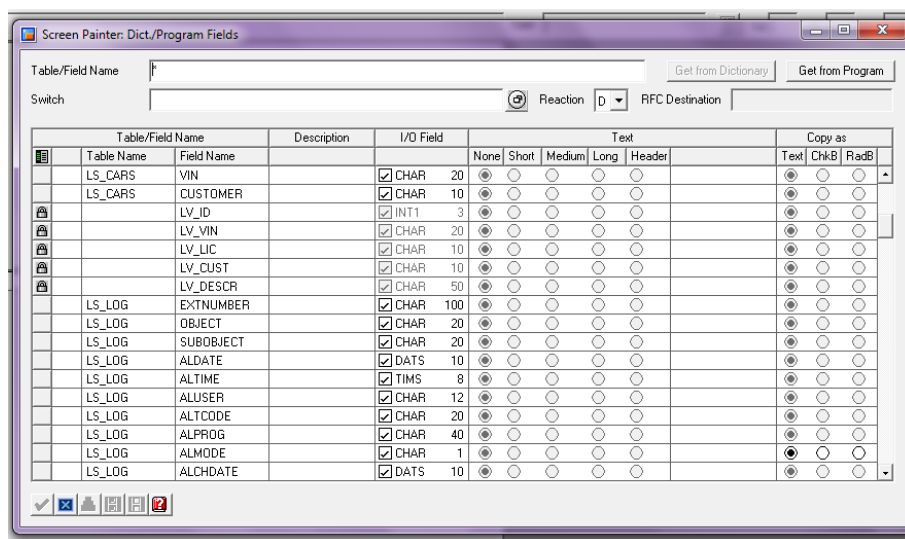 Screen Painter: Dict./Program Fields
Table/Field Name * Get from Dictionary Get from Program
Switch Reaction D RFC Destination
Table/Field Name Description I/O Field Text Copy as
Table Name Field Name None Short Medium Long Header Text ChkB RadB
LS_CARS VIN CHAR 20
LS_CARS CUSTOMER CHAR 10
LV_ID INT1 3
LV_VIN CHAR 20
LV_LIC CHAR 10
LV_CUST CHAR 10
LV_DESCR CHAR 50
LS_LOG EXTNUMBER CHAR 100
LS_LOG OBJECT CHAR 20
LS_LOG SUBOBJECT CHAR 20
LS_LOG ALDATE DATS 10
LS_LOG ALTIME TIMS 8
LS_LOG ALUSER CHAR 12
LS_LOG ALTCODE CHAR 20
LS_LOG ALPROG CHAR 40
LS_LOG ALMODE CHAR 1
LS_LOG ALCHDATE DATS 10